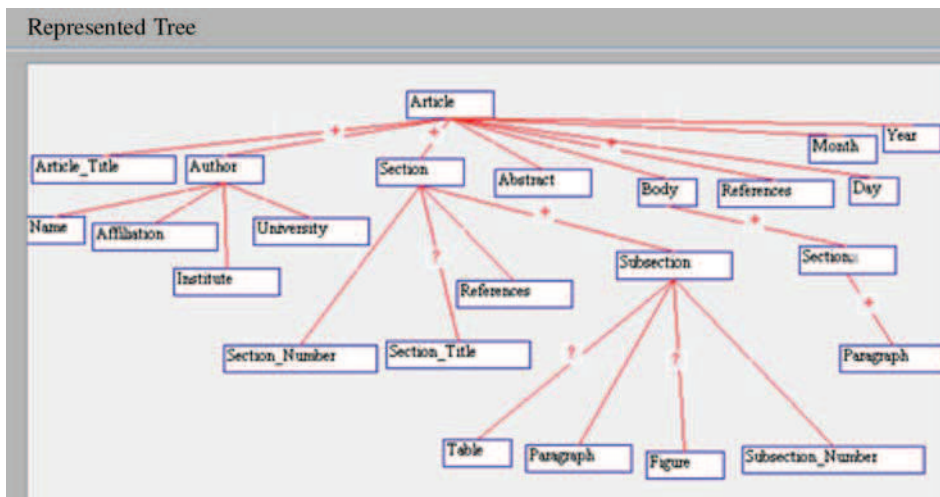 Represented Tree
Article
+ + +
Article_Title Author Section Abstract Body References Day Month Year
Name Affiliation University Institute
+ ? +
Section_Number Section_Title References Subsection Section
+
Paragraph
? ?
Table Paragraph Figure Subsection_Number